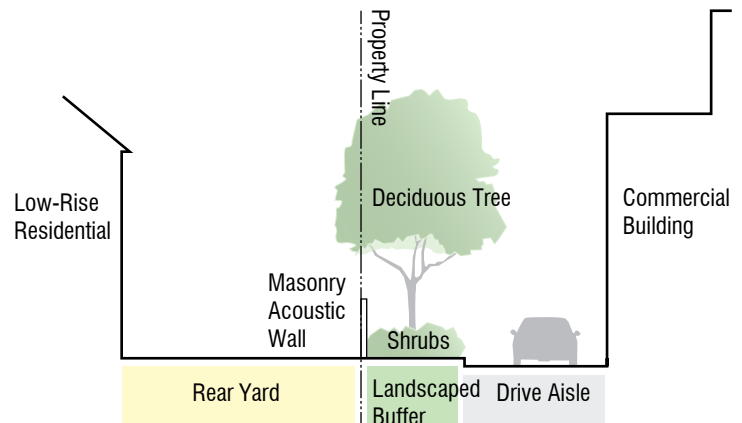 Property Line
Deciduous Tree
Low-Rise
Residential
Commercial
Building
Masonry
Acoustic
Wall
Shrubs
Rear Yard
Landscaped
Buffer
Drive Aisle